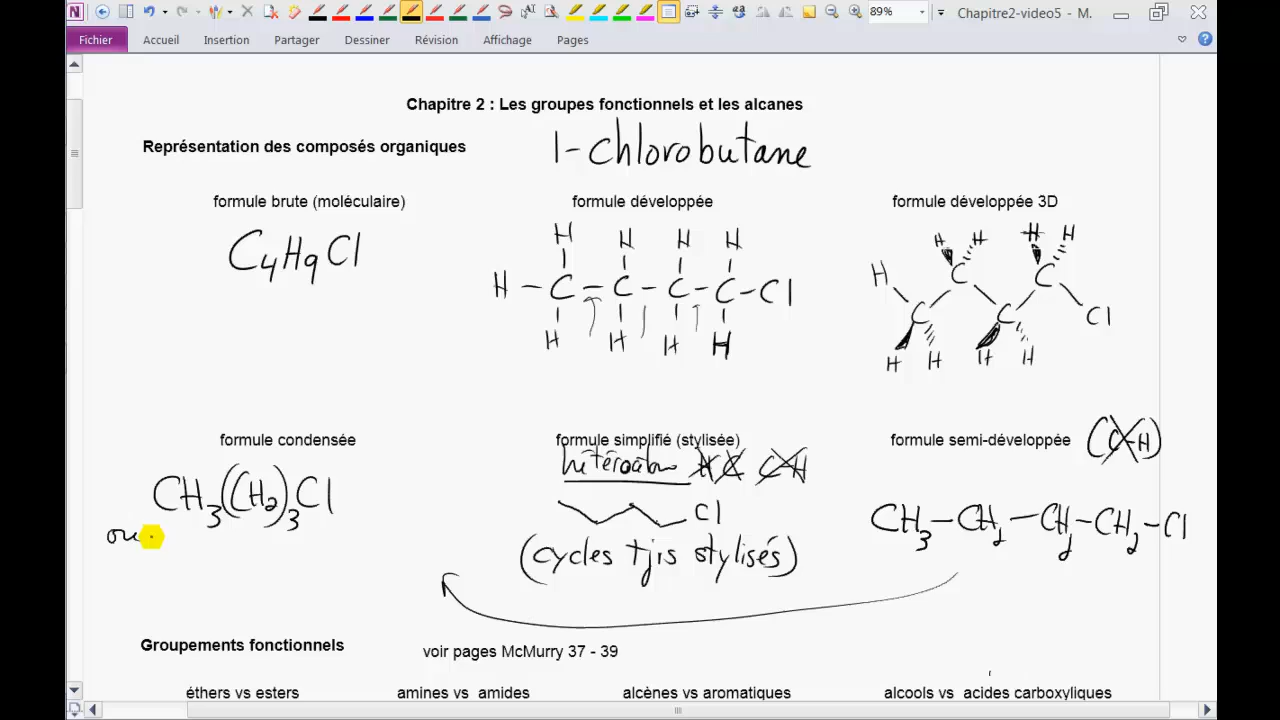 89% Chapitre2-video5 - M.
Fichier Accueil Insertion Partager Dessiner Révision Affichage Pages
Chapitre 2 : Les groupes fonctionnels et les alcanes
Représentation des composés organiques
1-chlorobutane
formule brute (moléculaire) formule développée formule développée 3D
C4H9Cl
H H H H
H - C - C - C - C - Cl
H H H H
H H H H
H C C
C C Cl
H H H H
formule condensée formule simplifié (stylisée) formule semi-développée (C-H)
hétéroatom H C C-H
CH3(CH2)3Cl
Cl
CH3-CH2-CH2-CH2-Cl
ou
(cycles tjrs stylisés)
Groupements fonctionnels
voir pages McMurry 37 - 39
éthers vs esters amines vs amides alcènes vs aromatiques alcools vs acides carboxyliques